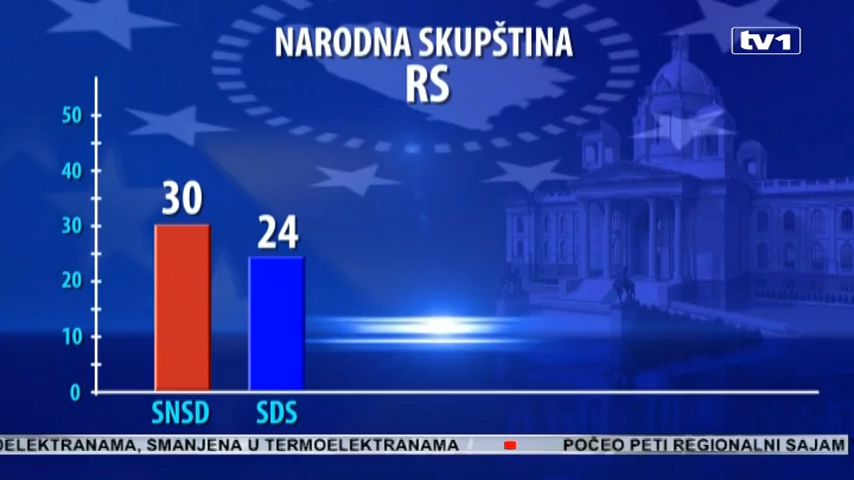 NARODNA SKUPŠTINA
RS
tv1
50
40
30
20
10
0
30
24
SNSD
SDS
OELEKTRANAMA, SMANJENA U TERMOELEKTRANAMA
POČEO PETI REGIONALNI SAJAM